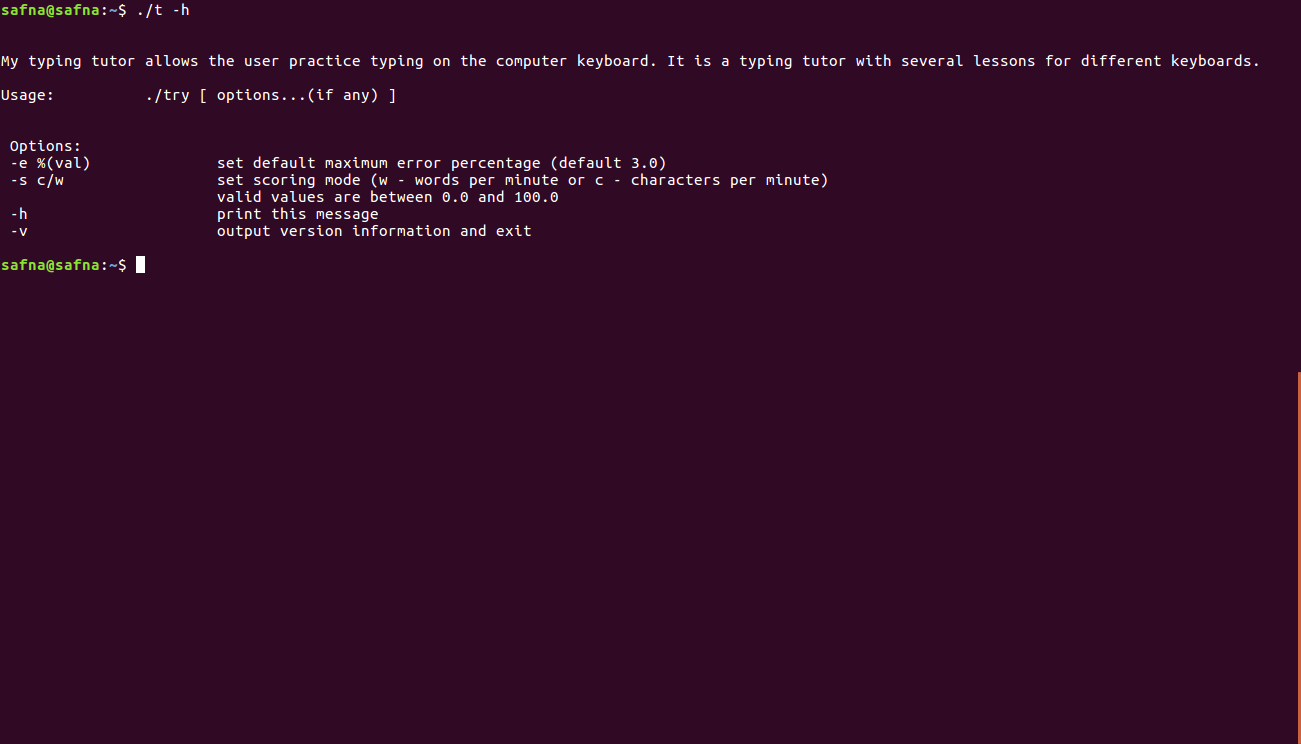 safna@safna:~$ ./t -h
My typing tutor allows the user practice typing on the computer keyboard. It is a typing tutor with several lessons for different keyboards.
Usage:          ./try [ options...(if any) ]
 Options:
 -e %(val)              set default maximum error percentage (default 3.0)
 -s c/w                 set scoring mode (w - words per minute or c - characters per minute)
                        valid values are between 0.0 and 100.0
 -h                     print this message
 -v                     output version information and exit
safna@safna:~$